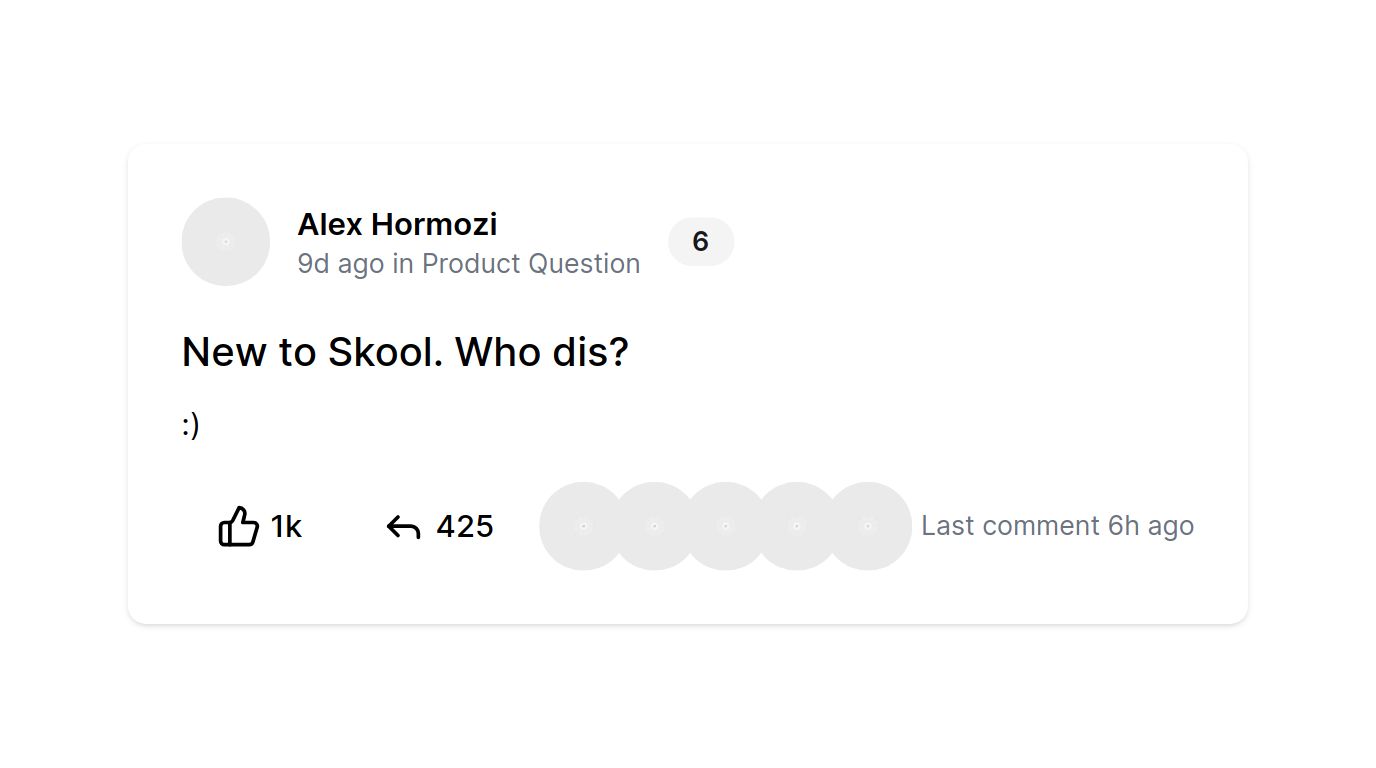 Alex Hormozi
9d ago in Product Question
6
New to Skool. Who dis?
:)
1k
425
Last comment 6h ago